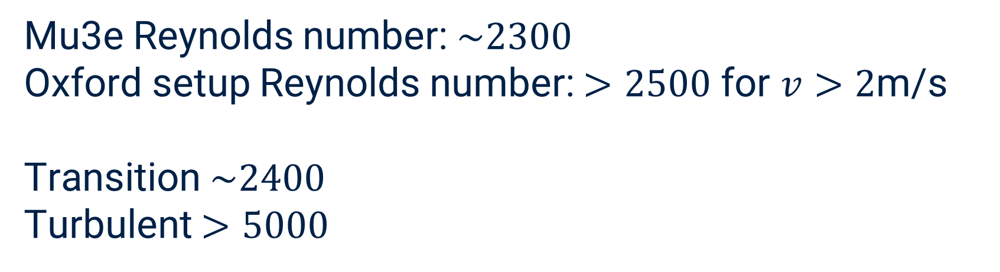 Mu3e Reynolds number: ~2300
Oxford setup Reynolds number: > 2500 for v > 2m/s
Transition ~2400
Turbulent > 5000